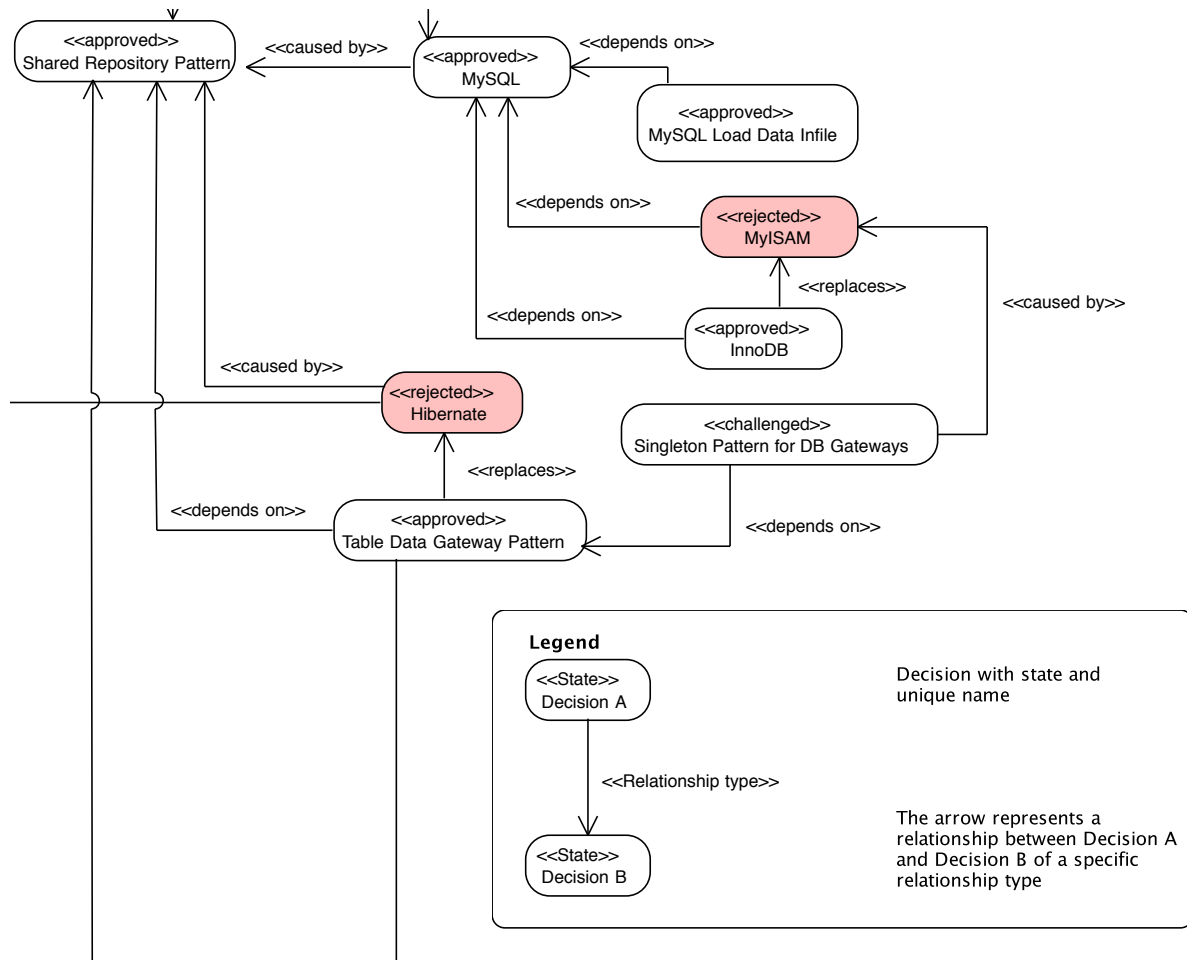 <<approved>>
Shared Repository Pattern
<<caused by>>
<<approved>>
MySQL
<<depends on>>
<<approved>>
MySQL Load Data Infile
<<depends on>>
<<rejected>>
MyISAM
<<replaces>>
<<caused by>>
<<depends on>>
<<approved>>
InnoDB
<<caused by>>
<<rejected>>
Hibernate
<<challenged>>
Singleton Pattern for DB Gateways
<<replaces>>
<<depends on>>
<<approved>>
Table Data Gateway Pattern
<<depends on>>
Legend
<<State>>
Decision A
Decision with state and
unique name
<<Relationship type>>
The arrow represents a
relationship between Decision A
and Decision B of a specific
relationship type
<<State>>
Decision B